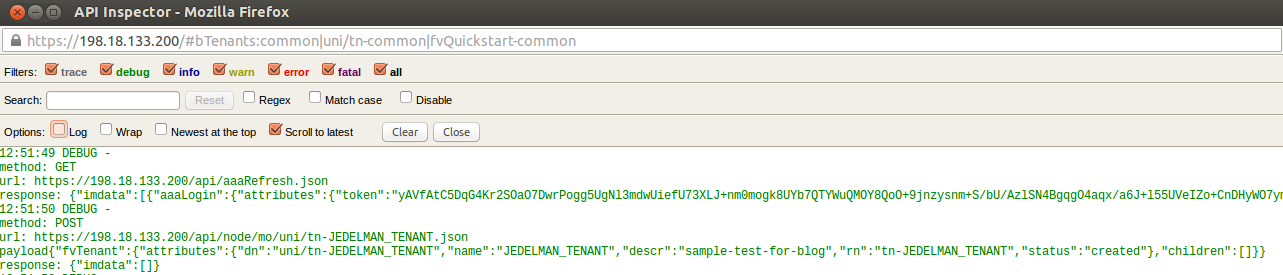 API Inspector - Mozilla Firefox
https://198.18.133.200/#bTenants:common|uni/tn-common|fvQuickstart-common
Filters: trace debug info warn error fatal all
Search: Reset Regex Match case Disable
Options: Log Wrap Newest at the top Scroll to latest Clear Close
12:51:49 DEBUG -
method: GET
url: https://198.18.133.200/api/aaaRefresh.json
response: {"imdata":[{"aaaLogin":{"attributes":{"token":"yAVfAtC5DqG4Kr2SOaO7DwrPogg5UgNl3mdwUiefU73XLJ+nm0mogk8UYb7QTYWuQMOY8QoO+9jnzysnm+S/bU/AzlSN4BgqgO4aqx/a6J+l55UVeIZo+CnDHyWO7yn
12:51:50 DEBUG -
method: POST
url: https://198.18.133.200/api/node/mo/uni/tn-JEDELMAN_TENANT.json
payload{"fvTenant":{"attributes":{"dn":"uni/tn-JEDELMAN_TENANT","name":"JEDELMAN_TENANT","descr":"sample-test-for-blog","rn":"tn-JEDELMAN_TENANT","status":"created"},"children":[]}}
response: {"imdata":[]}